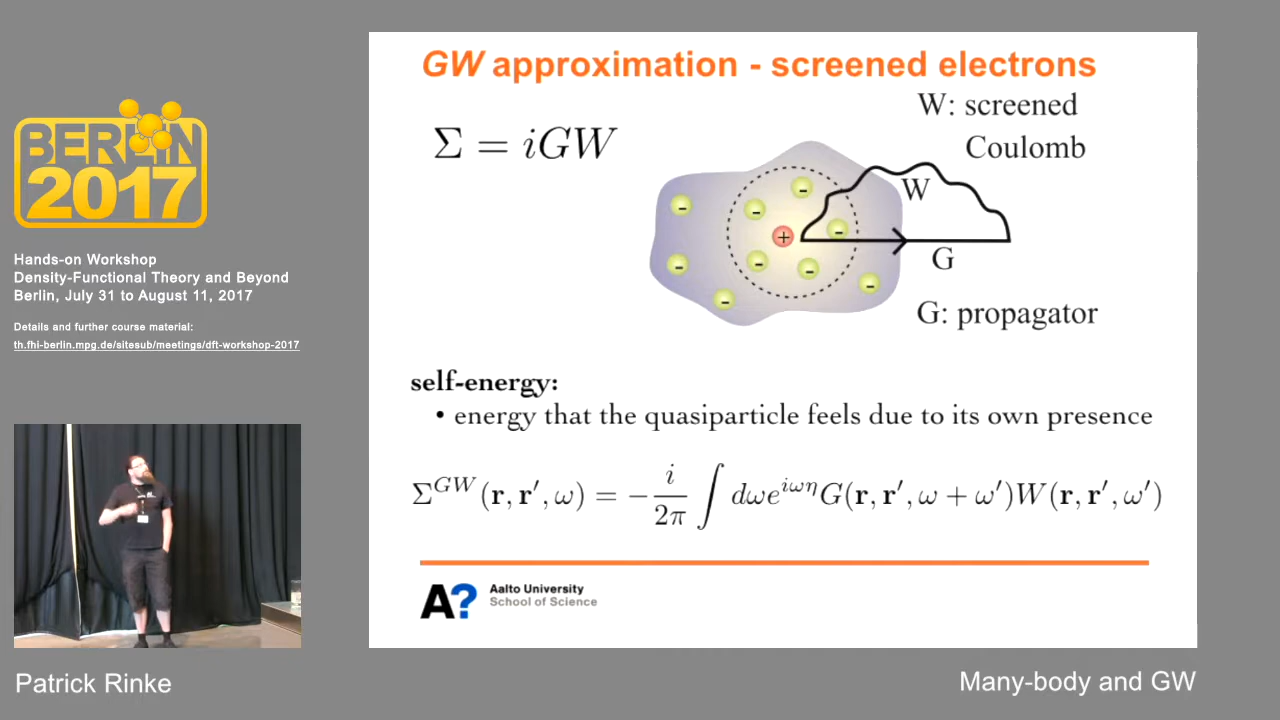 BERLIN
2017
Hands-on Workshop
Density-Functional Theory and Beyond
Berlin, July 31 to August 11, 2017
Details and further course material:
th.fhi-berlin.mpg.de/sitesub/meetings/dft-workshop-2017
GW approximation - screened electrons
Σ = iGW
W: screened
Coulomb
W
- - - - - - - - -
+
G
G: propagator
self-energy:
• energy that the quasiparticle feels due to its own presence
Σ^{GW}(r, r′, ω) = −\frac{i}{2π} ∫ dωe^{iωη}G(r, r′, ω + ω′)W(r, r′, ω′)
A?
Aalto University
School of Science
Patrick Rinke
Many-body and GW